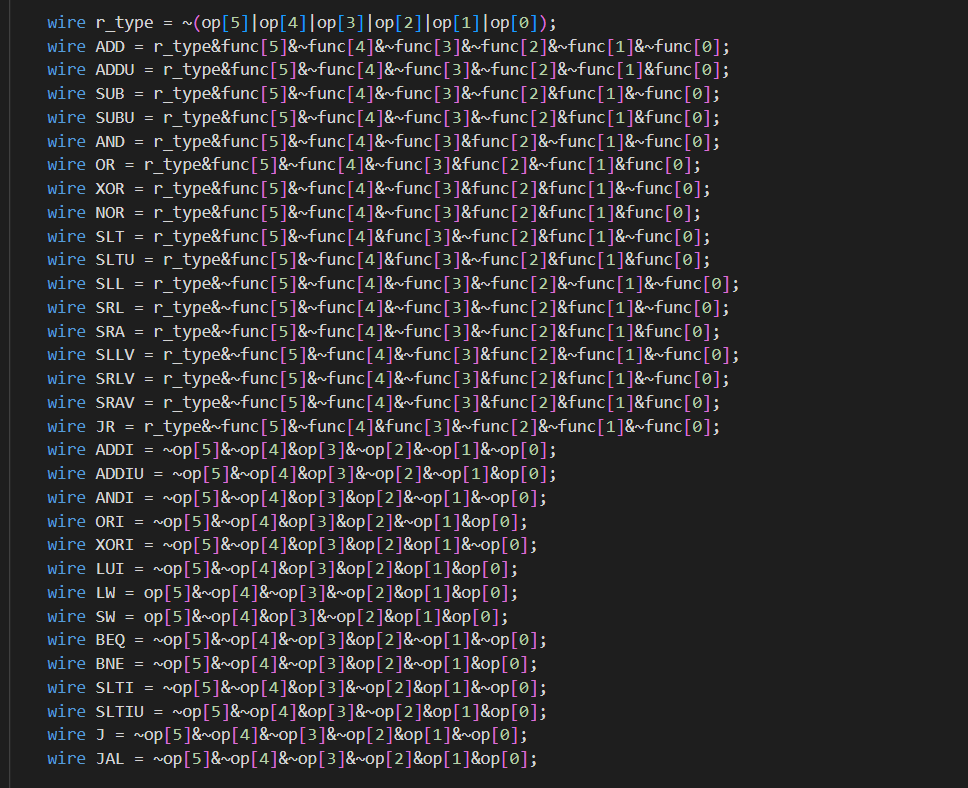 wire r_type = ~(op[5]|op[4]|op[3]|op[2]|op[1]|op[0]);
wire ADD = r_type&func[5]&~func[4]&~func[3]&~func[2]&~func[1]&~func[0];
wire ADDU = r_type&func[5]&~func[4]&~func[3]&~func[2]&~func[1]&func[0];
wire SUB = r_type&func[5]&~func[4]&~func[3]&~func[2]&func[1]&~func[0];
wire SUBU = r_type&func[5]&~func[4]&~func[3]&~func[2]&func[1]&func[0];
wire AND = r_type&func[5]&~func[4]&~func[3]&func[2]&~func[1]&~func[0];
wire OR = r_type&func[5]&~func[4]&~func[3]&func[2]&~func[1]&func[0];
wire XOR = r_type&func[5]&~func[4]&~func[3]&func[2]&func[1]&~func[0];
wire NOR = r_type&func[5]&~func[4]&~func[3]&func[2]&func[1]&func[0];
wire SLT = r_type&func[5]&~func[4]&func[3]&~func[2]&func[1]&~func[0];
wire SLTU = r_type&func[5]&~func[4]&func[3]&~func[2]&func[1]&func[0];
wire SLL = r_type&~func[5]&~func[4]&~func[3]&~func[2]&~func[1]&~func[0];
wire SRL = r_type&~func[5]&~func[4]&~func[3]&~func[2]&func[1]&~func[0];
wire SRA = r_type&~func[5]&~func[4]&~func[3]&~func[2]&func[1]&func[0];
wire SLLV = r_type&~func[5]&~func[4]&~func[3]&func[2]&~func[1]&~func[0];
wire SRLV = r_type&~func[5]&~func[4]&~func[3]&func[2]&func[1]&~func[0];
wire SRAV = r_type&~func[5]&~func[4]&~func[3]&func[2]&func[1]&func[0];
wire JR = r_type&~func[5]&~func[4]&func[3]&~func[2]&~func[1]&~func[0];
wire ADDI = ~op[5]&~op[4]&op[3]&~op[2]&~op[1]&~op[0];
wire ADDIU = ~op[5]&~op[4]&op[3]&~op[2]&~op[1]&op[0];
wire ANDI = ~op[5]&~op[4]&op[3]&op[2]&~op[1]&~op[0];
wire ORI = ~op[5]&~op[4]&op[3]&op[2]&~op[1]&op[0];
wire XORI = ~op[5]&~op[4]&op[3]&op[2]&op[1]&~op[0];
wire LUI = ~op[5]&~op[4]&op[3]&op[2]&op[1]&op[0];
wire LW = op[5]&~op[4]&~op[3]&~op[2]&op[1]&op[0];
wire SW = op[5]&~op[4]&op[3]&~op[2]&op[1]&op[0];
wire BEQ = ~op[5]&~op[4]&~op[3]&op[2]&~op[1]&~op[0];
wire BNE = ~op[5]&~op[4]&~op[3]&op[2]&~op[1]&op[0];
wire SLTI = ~op[5]&~op[4]&op[3]&~op[2]&op[1]&~op[0];
wire SLTIU = ~op[5]&~op[4]&op[3]&~op[2]&op[1]&op[0];
wire J = ~op[5]&~op[4]&~op[3]&~op[2]&op[1]&~op[0];
wire JAL = ~op[5]&~op[4]&~op[3]&~op[2]&op[1]&op[0];